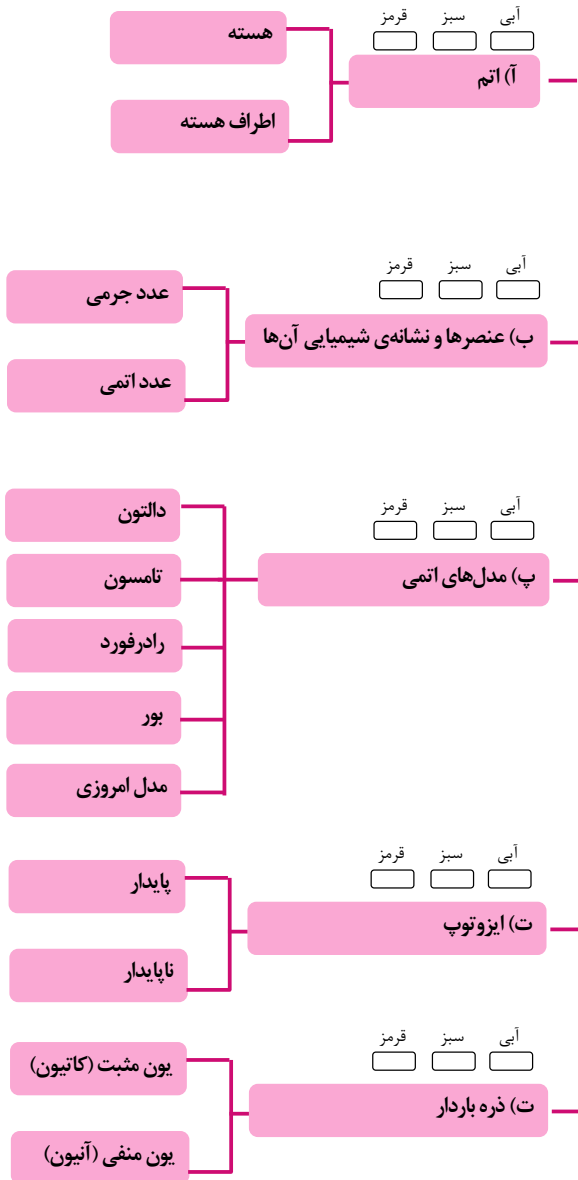 آبی سبز قرمز
آ) اتم
هسته
اطراف هسته
آبی سبز قرمز
ب) عنصرها و نشانه‌ی شیمیایی آن‌ها
عدد جرمی
عدد اتمی
آبی سبز قرمز
پ) مدل‌های اتمی
دالتون
تامسون
رادرفورد
بور
مدل امروزی
آبی سبز قرمز
ت) ایزوتوپ
پایدار
ناپایدار
آبی سبز قرمز
ت) ذره باردار
یون مثبت (کاتیون)
یون منفی (آنیون)